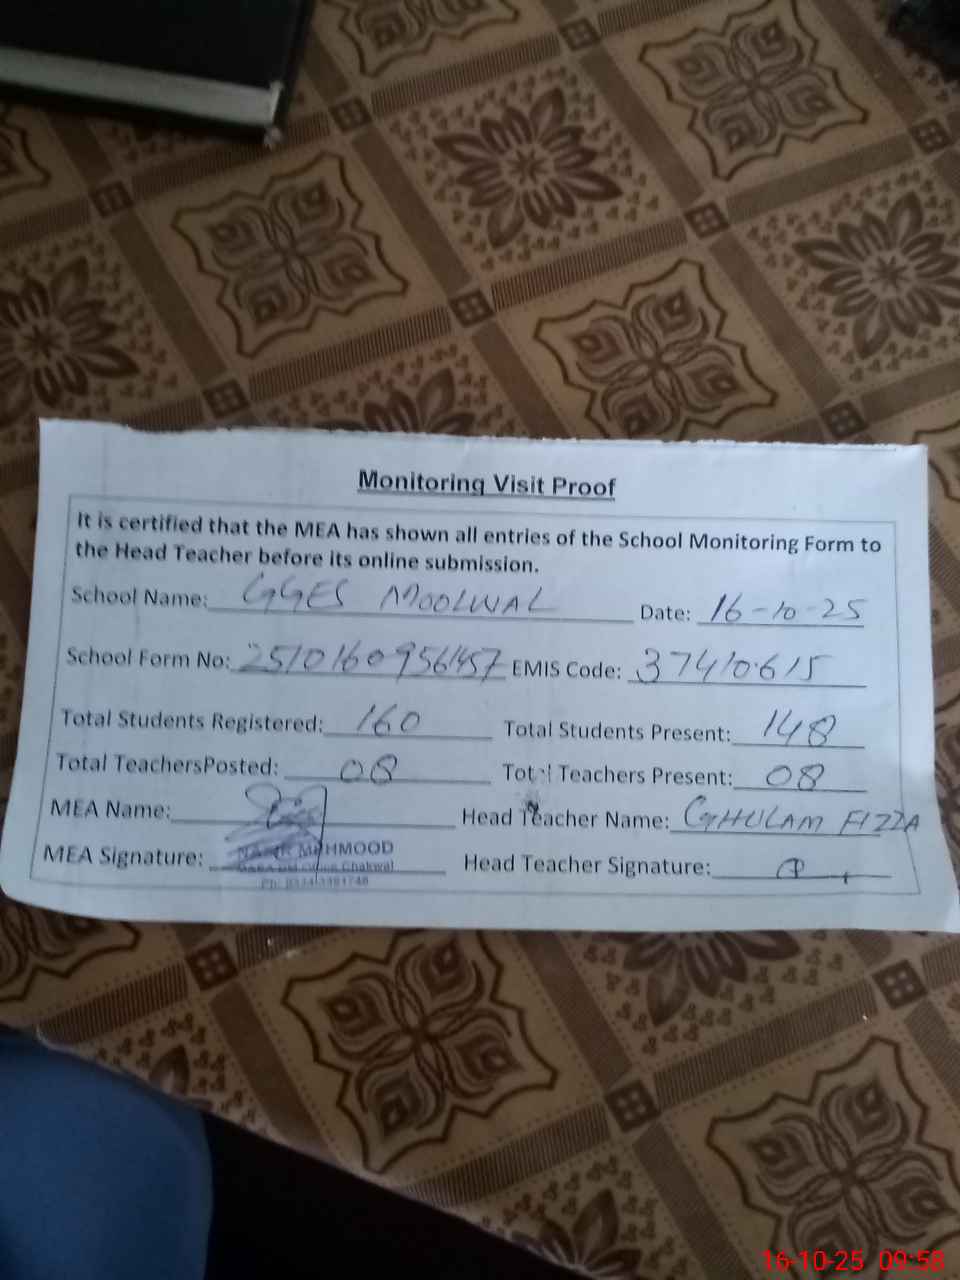 Monitoring Visit Proof
It is certified that the MEA has shown all entries of the School Monitoring Form to
the Head Teacher before its online submission.
School Name: GGES MOOLWAL Date: 16-10-25
School Form No: 2510160956457 EMIS Code: 37410615
Total Students Registered: 160 Total Students Present: 148
Total TeachersPosted: 08 Total Teachers Present: 08
MEA Name: Head Teacher Name: GHULAM FIZZA
MEA Signature: MEHMOOD Head Teacher Signature:
Chakwal
16-10-25 09:58